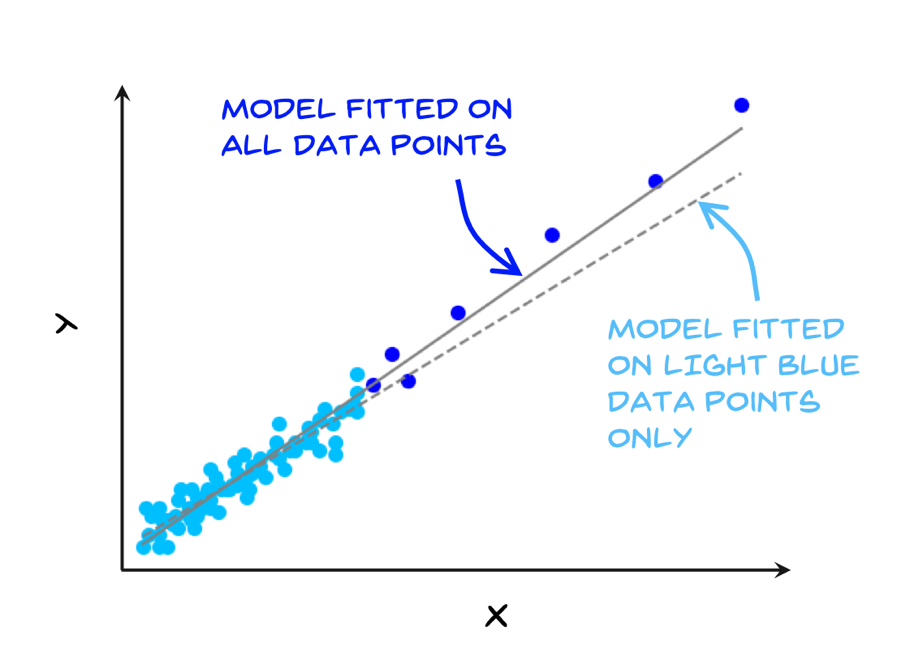 MODEL FITTED ON
ALL DATA POINTS
Y
MODEL FITTED
ON LIGHT BLUE
DATA POINTS
ONLY
X